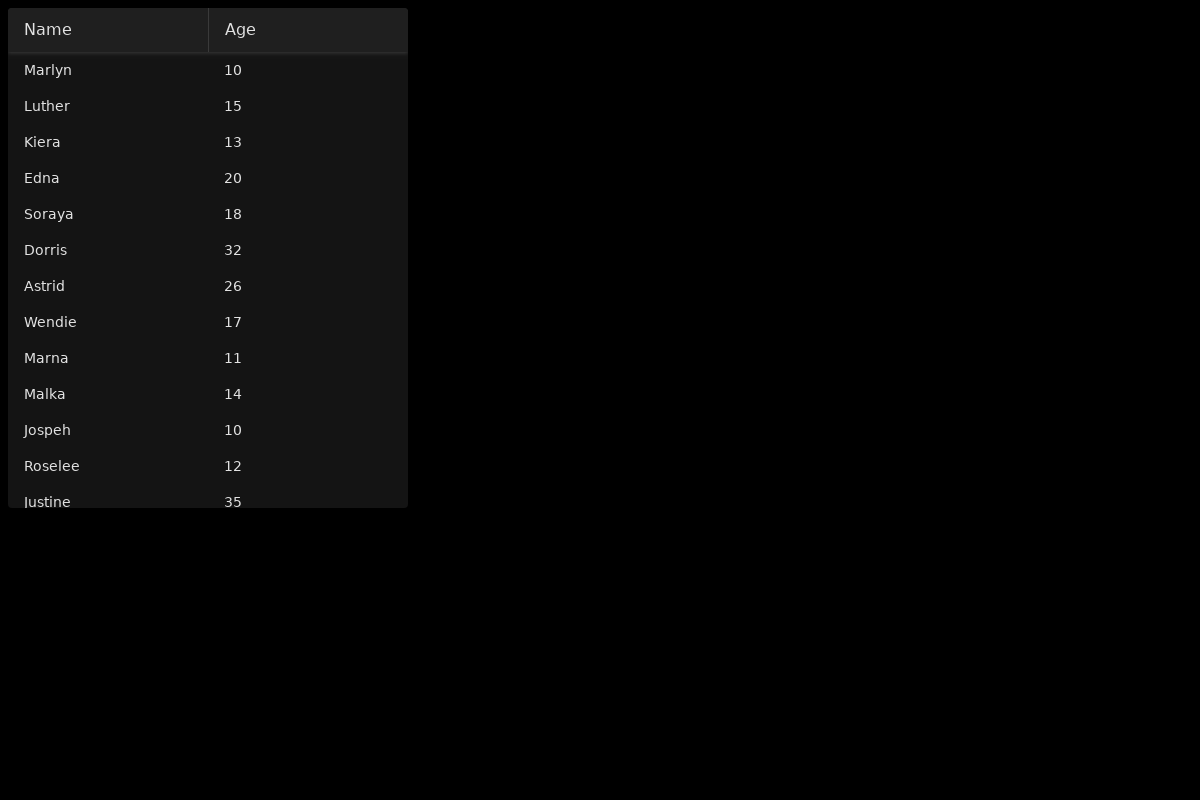 Name Age
Marlyn 10
Luther 15
Kiera 13
Edna 20
Soraya 18
Dorris 32
Astrid 26
Wendie 17
Marna 11
Malka 14
Jospeh 10
Roselee 12
Justine 35